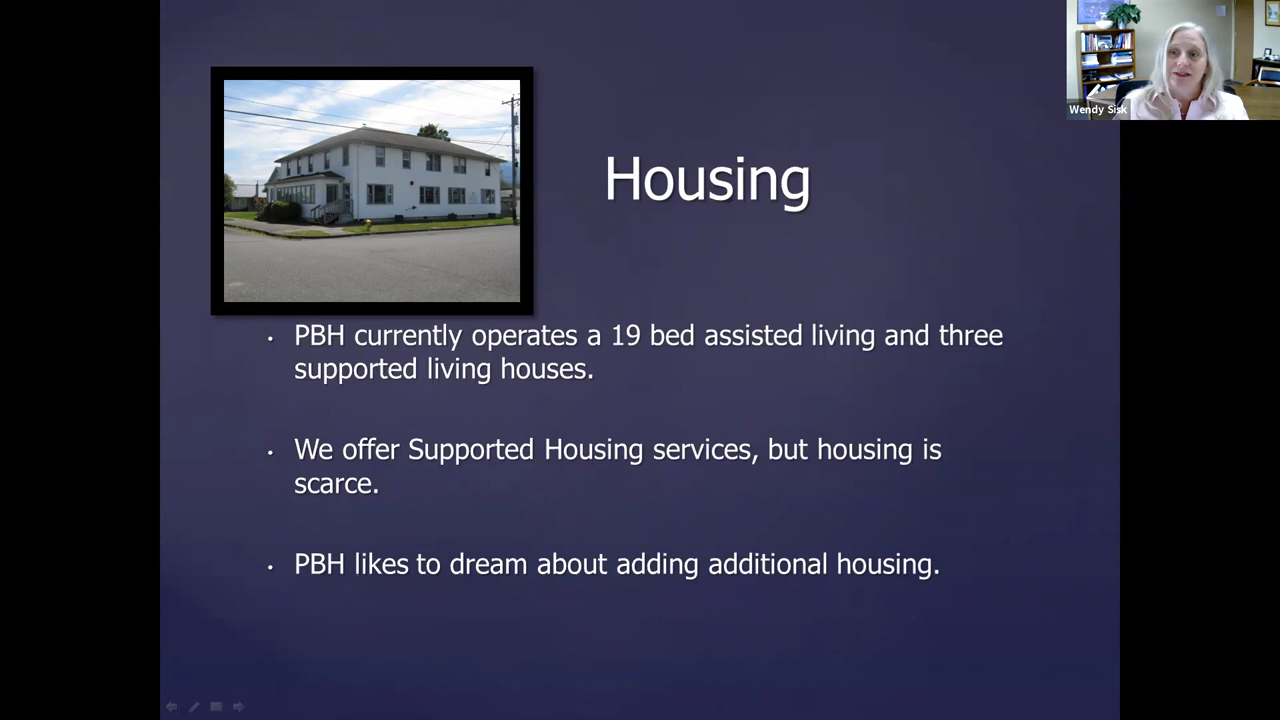 Wendy Sisk
Housing
• PBH currently operates a 19 bed assisted living and three
supported living houses.
• We offer Supported Housing services, but housing is
scarce.
• PBH likes to dream about adding additional housing.